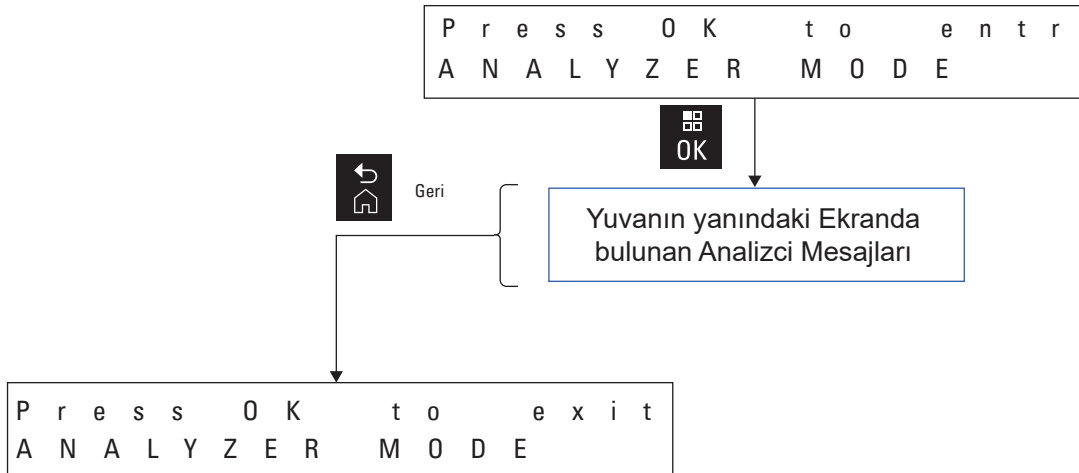 Press OK to entr
ANALYZER MODE
OK
Geri
Yuvanın yanındaki Ekranda
bulunan Analizci Mesajları
Press OK to exit
ANALYZER MODE